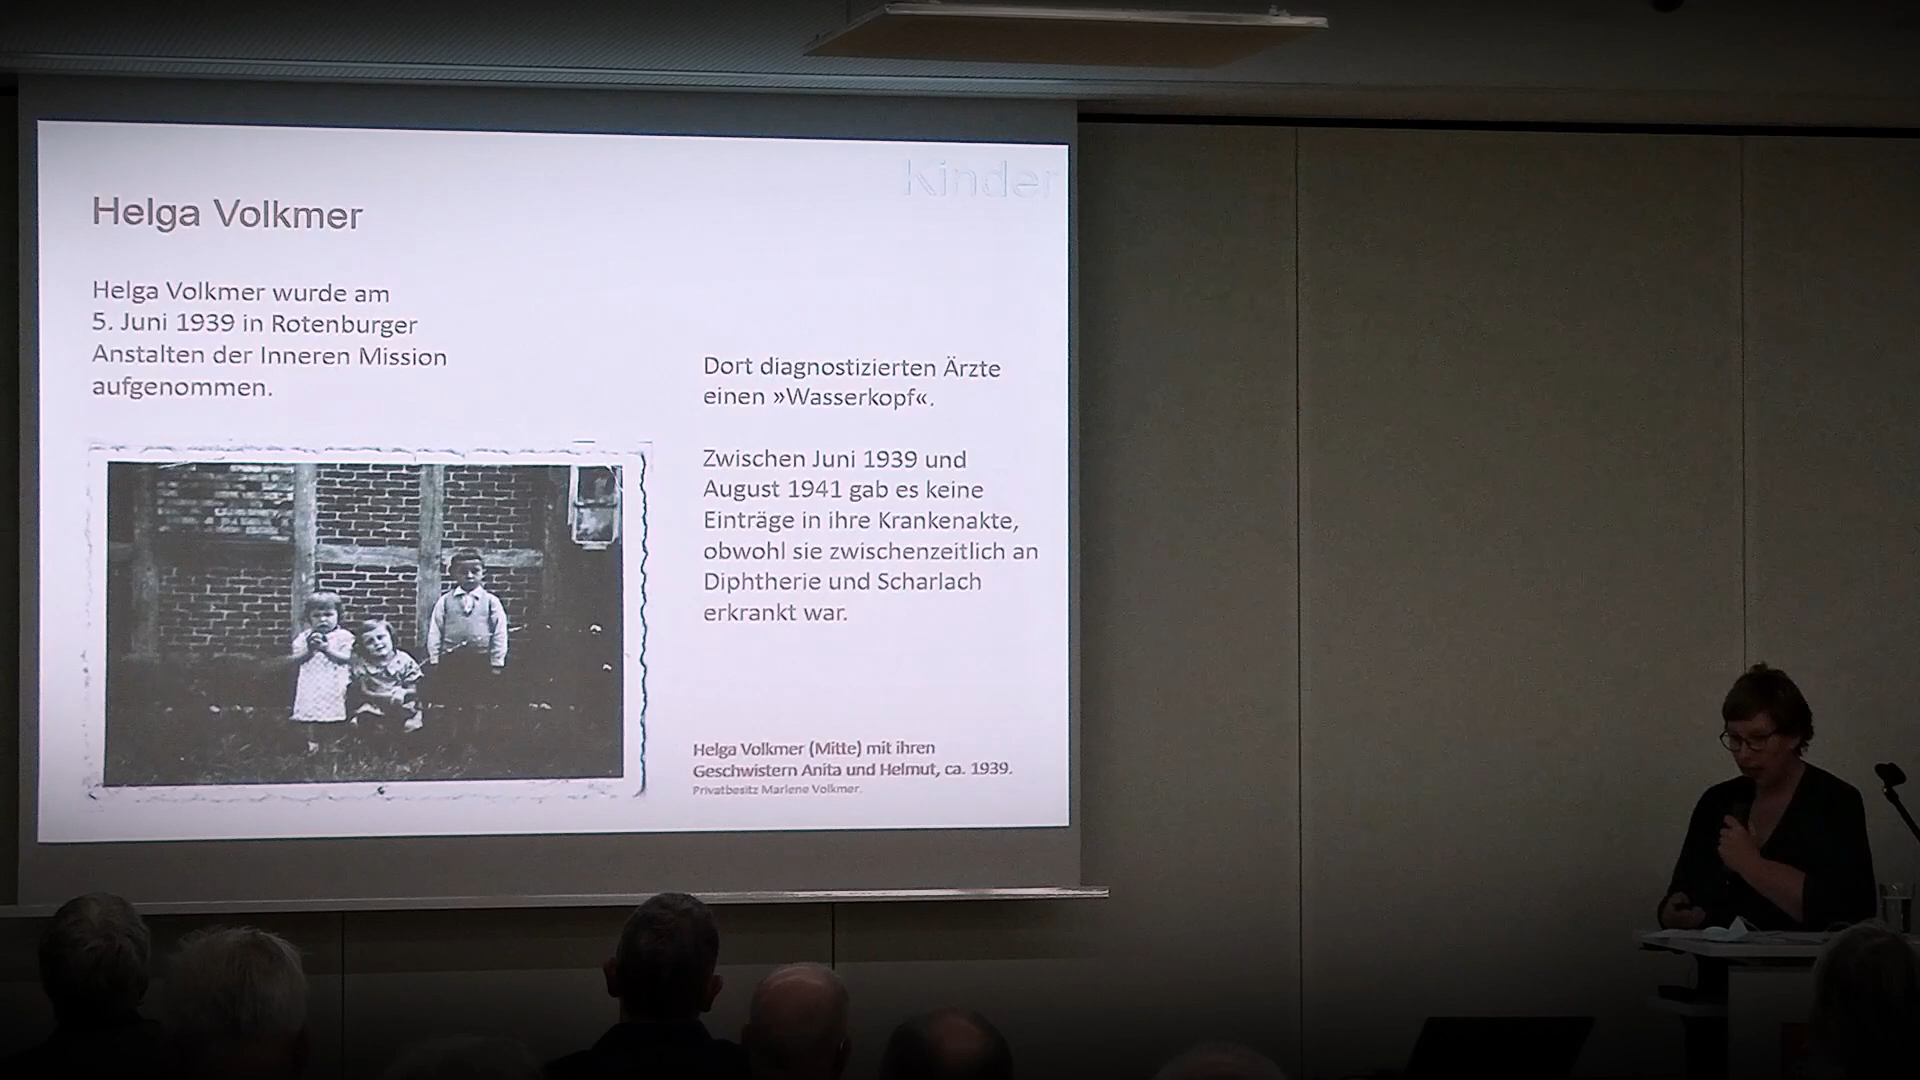 Kinder
Helga Volkmer
Helga Volkmer wurde am
5. Juni 1939 in Rotenburger
Anstalten der Inneren Mission
aufgenommen.
Dort diagnostizierten Ärzte
einen »Wasserkopf«.
Zwischen Juni 1939 und
August 1941 gab es keine
Einträge in ihre Krankenakte,
obwohl sie zwischenzeitlich an
Diphtherie und Scharlach
erkrankt war.
Helga Volkmer (Mitte) mit ihren
Geschwistern Anita und Helmut, ca. 1939.
Privatbesitz Marlene Volkmer.